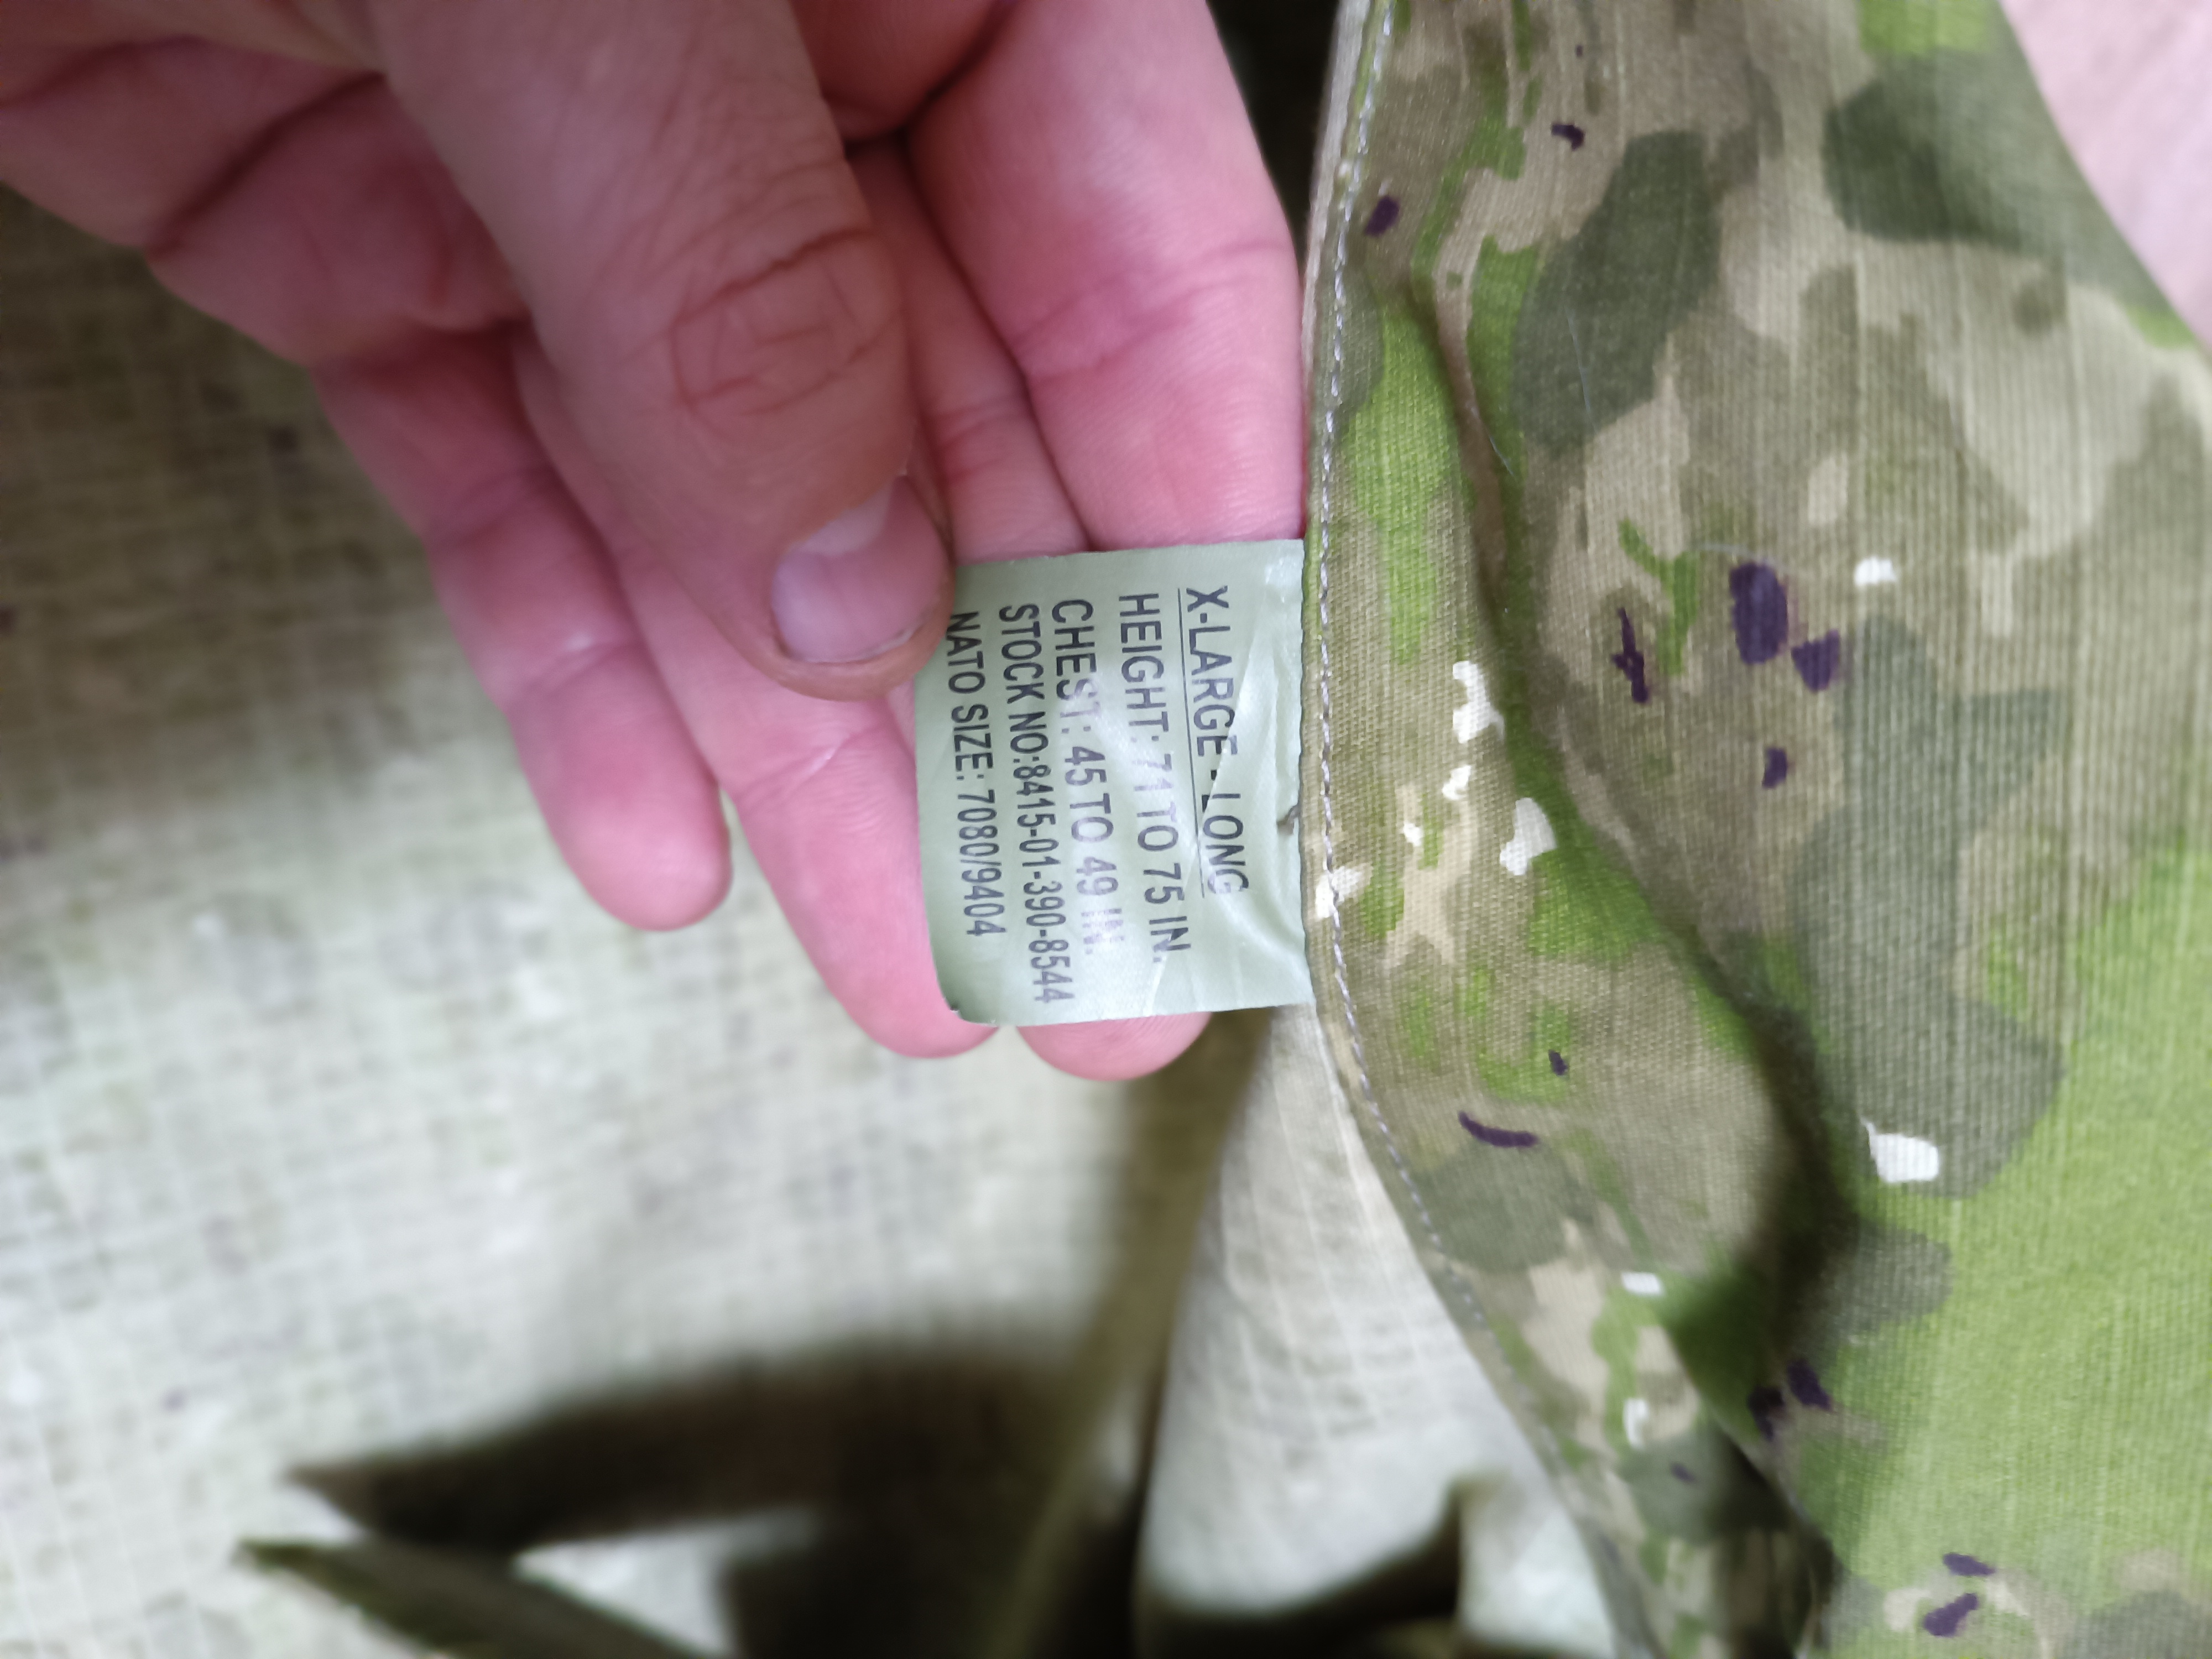 X-LARGE - LONG
HEIGHT: 71 TO 75 IN.
CHEST: 45 TO 49 IN.
STOCK NO:8415-01-390-8544
NATO SIZE: 7080/9404